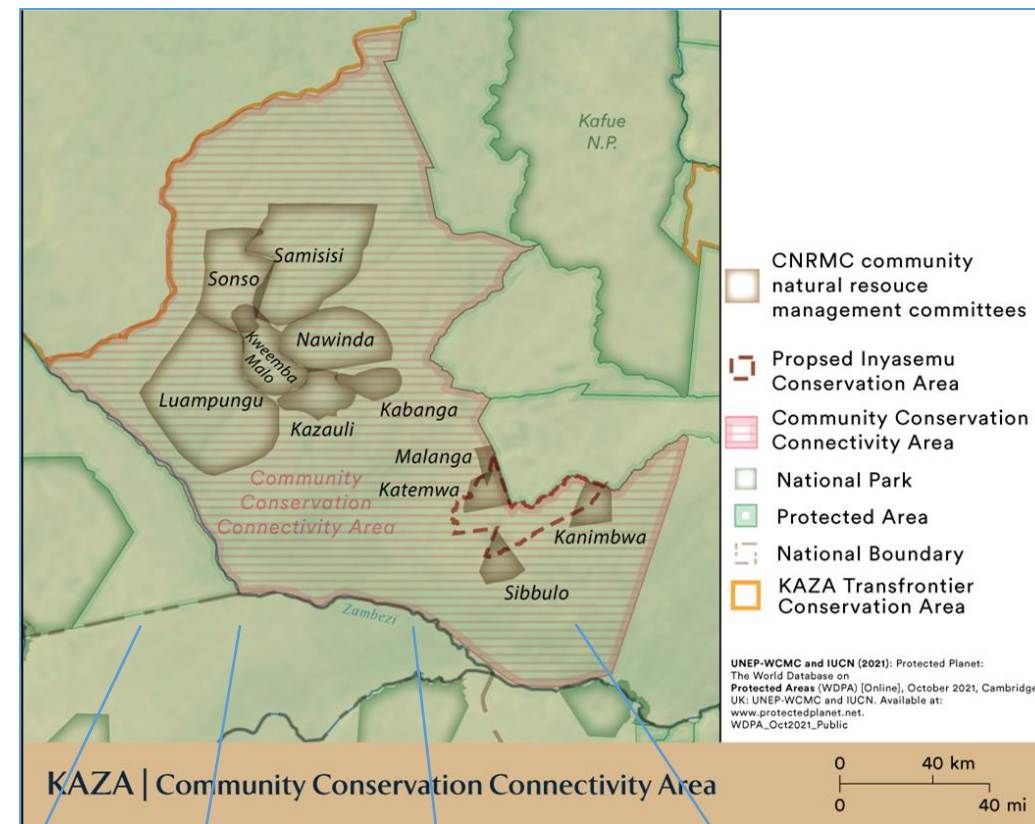 Kafue
N.P.
Samisisi
Sonso
Nawinda
Kweemba
Malo
Luampungu
Kabanga
Kazauli
Malanga
Katemwa
Community
Conservation
Connectivity Area
Kanimbwa
Sibbulo
Zambezi
CNRMC community
natural resouce
management committees
Propsed Inyasemu
Conservation Area
Community Conservation
Connectivity Area
National Park
Protected Area
National Boundary
KAZA Transfrontier
Conservation Area
UNEP-WCMC and IUCN (2021): Protected Planet:
The World Database on
Protected Areas (WDPA) [Online], October 2021, Cambridge
UK: UNEP-WCMC and IUCN. Available at:
www.protectedplanet.net.
WDPA_Oct2021_Public
KAZA | Community Conservation Connectivity Area
0 40 km
0 40 mi